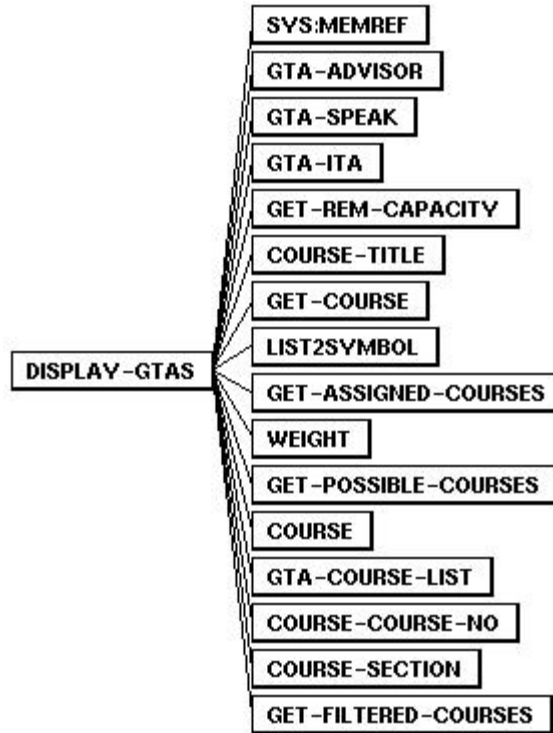 SYS:MEMREF
GTA-ADVISOR
GTA-SPEAK
GTA-ITA
GET-REM-CAPACITY
COURSE-TITLE
GET-COURSE
LIST2SYMBOL
DISPLAY-GTAS
GET-ASSIGNED-COURSES
WEIGHT
GET-POSSIBLE-COURSES
COURSE
GTA-COURSE-LIST
COURSE-COURSE-NO
COURSE-SECTION
GET-FILTERED-COURSES